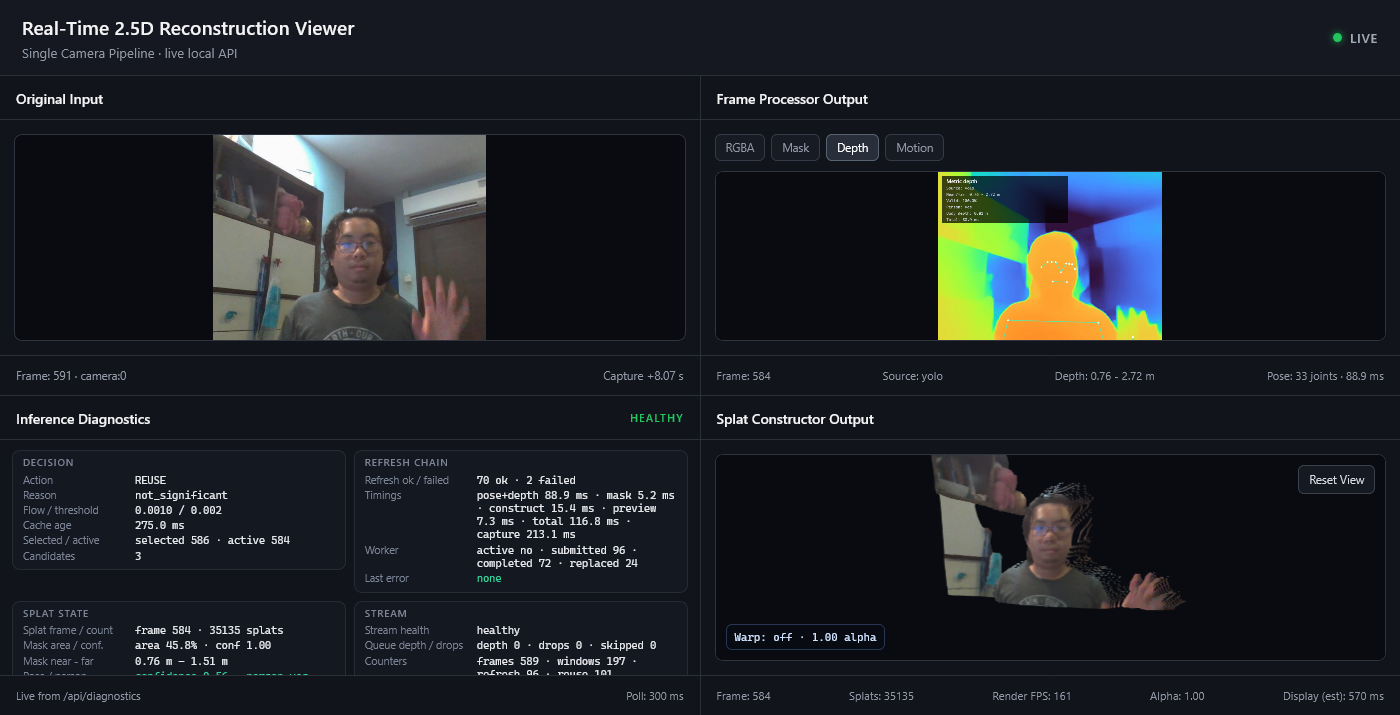 Real-Time 2.5D Reconstruction Viewer
Single Camera Pipeline · live local API
LIVE
Original Input
Frame: 591 · camera:0
Capture +8.07 s
Frame Processor Output
RGBA
Mask
Depth
Motion
Metric depth
Source: yolo
Frame: 584
Source: yolo
Depth: 0.76 - 2.72 m
Pose: 33 joints · 88.9 ms
Inference Diagnostics
HEALTHY
DECISION
Action REUSE
Reason not_significant
Flow / threshold 0.0010 / 0.002
Cache age 275.0 ms
Selected / active selected 586 · active 584
Candidates 3
REFRESH CHAIN
Refresh ok / failed 70 ok · 2 failed
Timings pose+depth 88.9 ms · mask 5.2 ms
· construct 15.4 ms · preview
7.3 ms · total 116.8 ms ·
capture 213.1 ms
Worker active no · submitted 96 ·
completed 72 · replaced 24
Last error none
SPLAT STATE
Splat frame / count frame 584 · 35135 splats
Mask area / conf. area 45.8% · conf 1.00
Mask near - far 0.76 m – 1.51 m
STREAM
Stream health healthy
Queue depth / drops depth 0 · drops 0 · skipped 0
Counters frames 589 · windows 197 ·
refresh 96 · reuse 101
Live from /api/diagnostics
Poll: 300 ms
Splat Constructor Output
Reset View
Warp: off · 1.00 alpha
Frame: 584
Splats: 35135
Render FPS: 161
Alpha: 1.00
Display (est): 570 ms